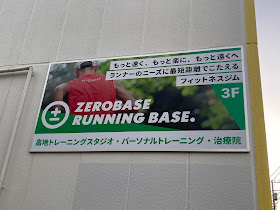 もっと遠く、もっと楽に、もっと速へ
ランナーのニーズに最短距離でこたえる
フィットネスジム
3F
ZEROBASE
RUNNING BASE.
高地トレーニングスタジオ・パーソナルトレーニング・治療院